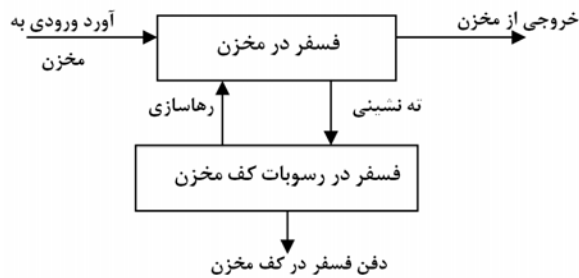 خروجی از مخزن
فسفر در مخزن
آورد ورودی به
مخزن
ته نشینی
رهاسازی
فسفر در رسوبات کف مخزن
دفن فسفر در کف مخزن